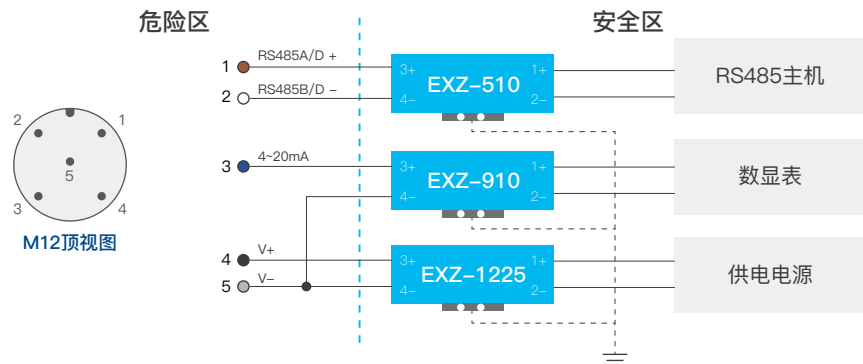 危险区
安全区
1
RS485A/D +
2
RS485B/D −
3+
4−
EXZ−510
1+
2−
RS485主机
2
1
5
3
4
M12顶视图
3
4~20mA
3+
4−
EXZ−910
1+
2−
数显表
4
V+
5
V−
3+
4−
EXZ−1225
1+
2−
供电电源